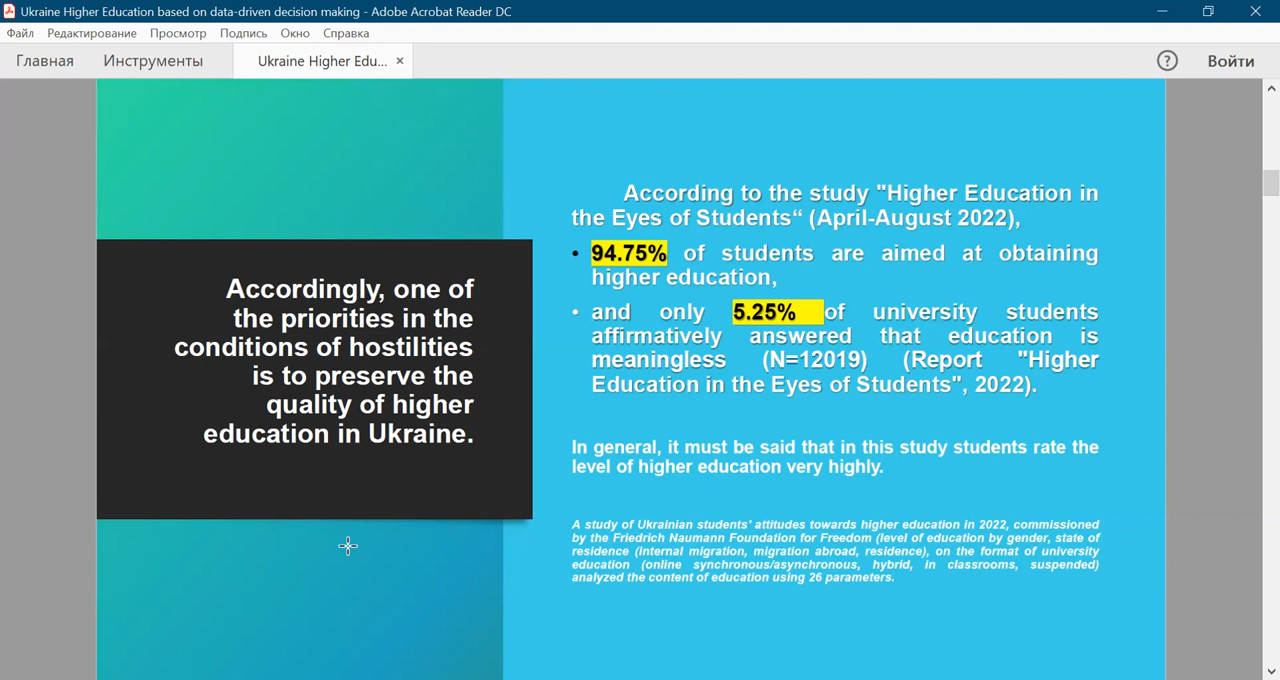 Ukraine Higher Education based on data-driven decision making - Adobe Acrobat Reader DC
Файл Редактирование Просмотр Подпись Окно Справка
Главная Инструменты Ukraine Higher Edu... × ? Войти
Accordingly, one of
the priorities in the
conditions of hostilities
is to preserve the
quality of higher
education in Ukraine.
According to the study "Higher Education in
the Eyes of Students“ (April-August 2022),
• 94.75% of students are aimed at obtaining
higher education,
• and only 5.25% of university students
affirmatively answered that education is
meaningless (N=12019) (Report "Higher
Education in the Eyes of Students", 2022).
In general, it must be said that in this study students rate the
level of higher education very highly.
A study of Ukrainian students' attitudes towards higher education in 2022, commissioned
by the Friedrich Naumann Foundation for Freedom (level of education by gender, state of
residence (internal migration, migration abroad, residence), on the format of university
education (online synchronous/asynchronous, hybrid, in classrooms, suspended)
analyzed the content of education using 26 parameters.